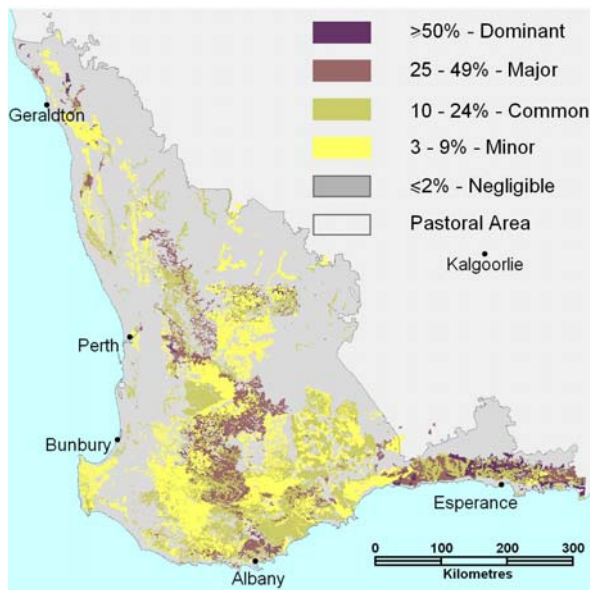 ≥50% - Dominant
25 - 49% - Major
10 - 24% - Common
3 - 9% - Minor
≤2% - Negligible
Pastoral Area
Geraldton
Kalgoorlie
Perth
Bunbury
Esperance
Albany
0 100 200 300
Kilometres